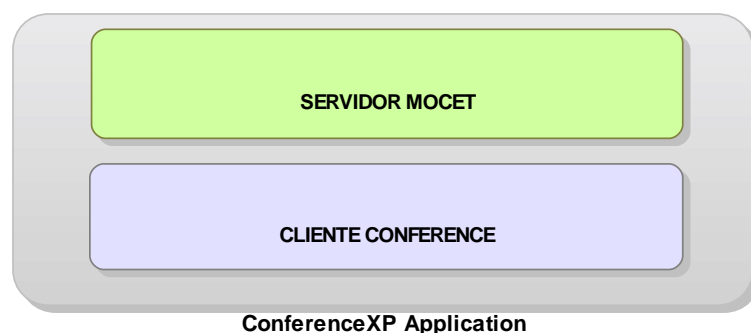 SERVIDOR MOCET
CLIENTE CONFERENCE
ConferenceXP Application